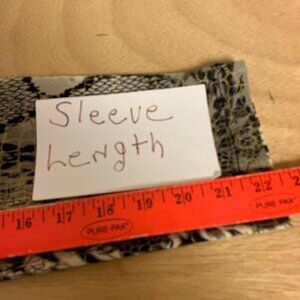 Sleeve
Length
16 17 18 19 20 21 22
PURE-PAK PURE-PAK